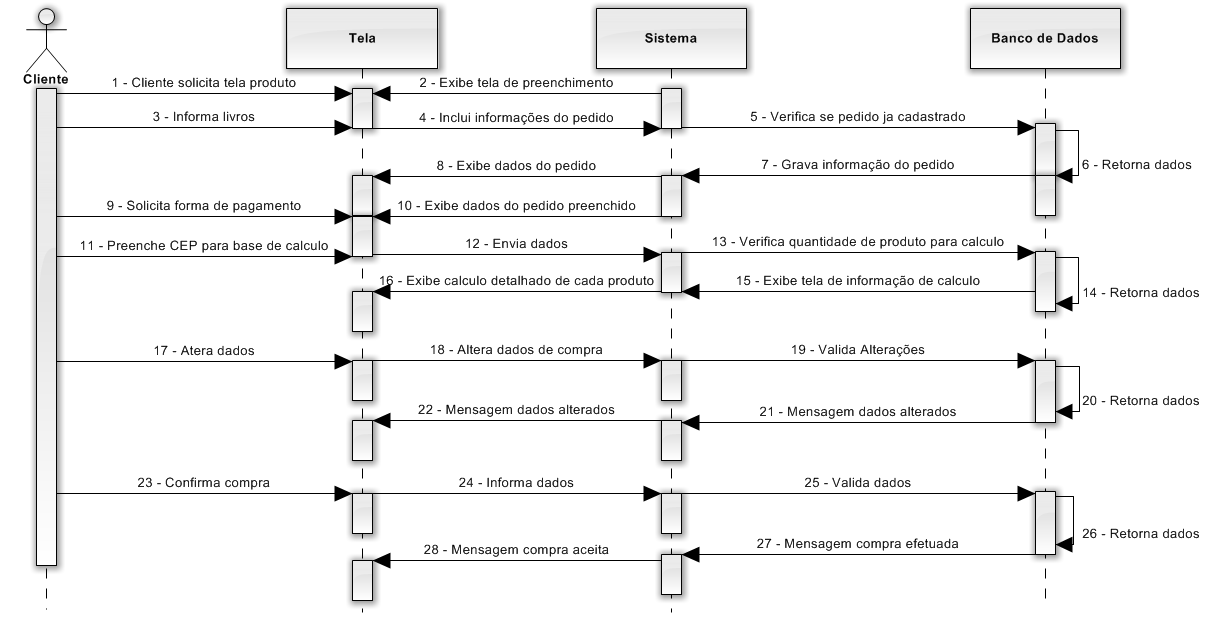 Tela
Sistema
Banco de Dados
Cliente
1 - Cliente solicita tela produto
2 - Exibe tela de preenchimento
3 - Informa livros
4 - Inclui informações do pedido
5 - Verifica se pedido ja cadastrado
6 - Retorna dados
7 - Grava informação do pedido
8 - Exibe dados do pedido
9 - Solicita forma de pagamento
10 - Exibe dados do pedido preenchido
11 - Preenche CEP para base de calculo
12 - Envia dados
13 - Verifica quantidade de produto para calculo
14 - Retorna dados
15 - Exibe tela de informação de calculo
16 - Exibe calculo detalhado de cada produto
17 - Atera dados
18 - Altera dados de compra
19 - Valida Alterações
20 - Retorna dados
21 - Mensagem dados alterados
22 - Mensagem dados alterados
23 - Confirma compra
24 - Informa dados
25 - Valida dados
26 - Retorna dados
27 - Mensagem compra efetuada
28 - Mensagem compra aceita